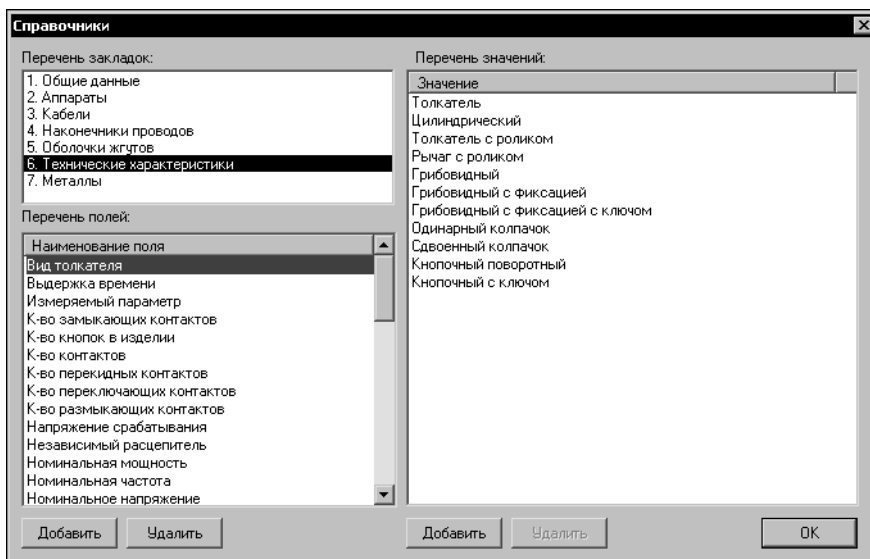 Справочники
Перечень закладок:
1. Общие данные
2. Аппараты
3. Кабели
4. Наконечники проводов
5. Оболочки жгутов
6. Технические характеристики
7. Металлы
Перечень полей:
Наименование поля
Вид толкателя
Выдержка времени
Измеряемый параметр
К-во замыкающих контактов
К-во кнопок в изделии
К-во контактов
К-во перекидных контактов
К-во переключающих контактов
К-во размыкающих контактов
Напряжение срабатывания
Независимый расцепитель
Номинальная мощность
Номинальная частота
Номинальное напряжение
Добавить
Удалить
Перечень значений:
Значение
Толкатель
Цилиндрический
Толкатель с роликом
Рычаг с роликом
Грибовидный
Грибовидный с фиксацией
Грибовидный с фиксацией с ключом
Одинарный колпачок
Сдвоенный колпачок
Кнопочный поворотный
Кнопочный с ключом
Добавить
Удалить
OK